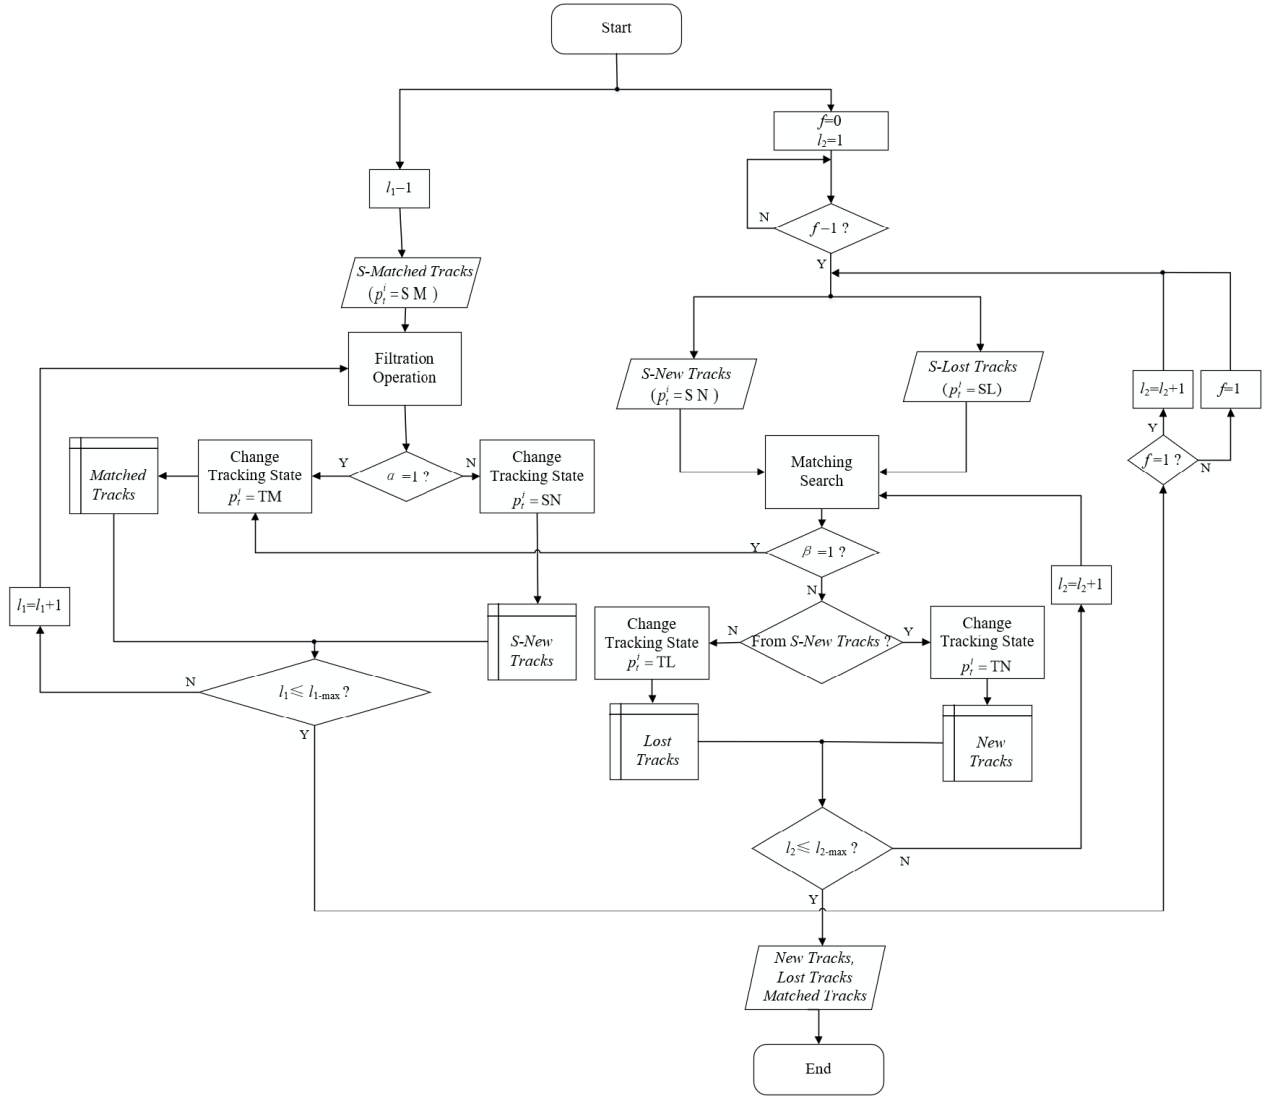 Start
f=0
l2=1
l1−1
N
f−1 ?
Y
S-Matched Tracks
(p_t^i = S M )
Filtration
Operation
S-New Tracks
(p_t^i = S N )
S-Lost Tracks
(p_t^i = SL)
l2=l2+1
f=1
Y
f=1 ?
N
Matched
Tracks
Change
Tracking State
p_t^i = TM
Y
α =1 ?
N
Change
Tracking State
p_t^i = SN
Matching
Search
Y
β =1 ?
N
l1=l1+1
S-New
Tracks
Change
Tracking State
p_t^i = TL
N
From S-New Tracks ?
Y
Change
Tracking State
p_t^i = TN
l2=l2+1
N
l1⩽ l1-max ?
Y
Lost
Tracks
New
Tracks
l2⩽ l2-max ?
N
Y
New Tracks,
Lost Tracks
Matched Tracks
End